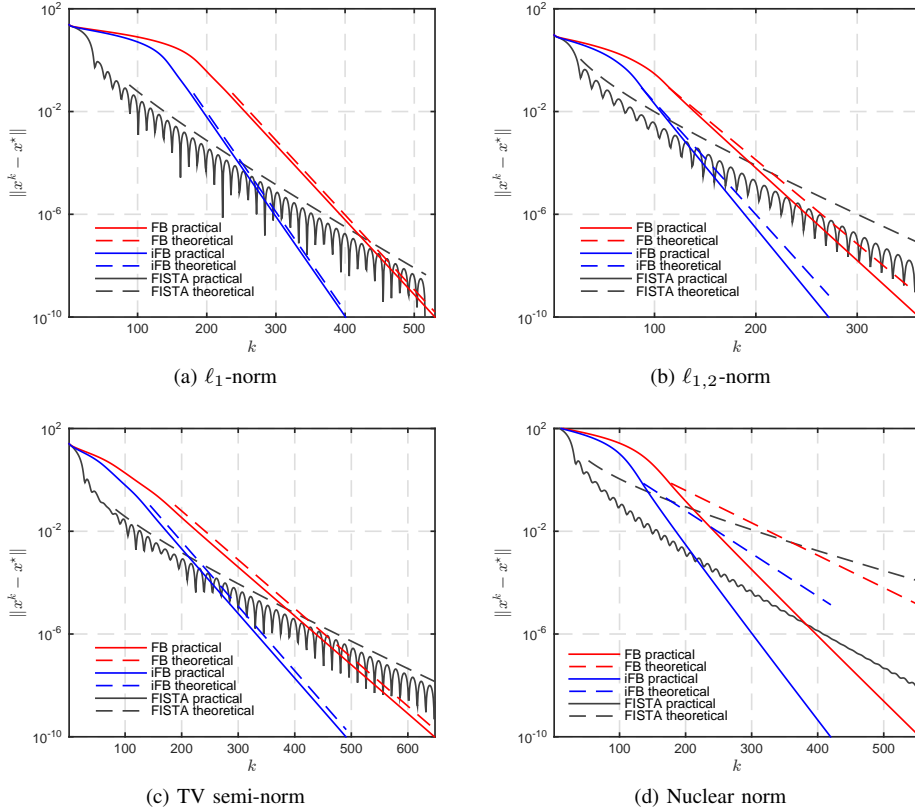 10^2
10^-2
10^-6
10^-10
‖x^k − x^⋆‖
FB practical
FB theoretical
iFB practical
iFB theoretical
FISTA practical
FISTA theoretical
100 200 300 400 500
k
(a) ℓ1-norm
10^2
10^-2
10^-6
10^-10
‖x^k − x^⋆‖
FB practical
FB theoretical
iFB practical
iFB theoretical
FISTA practical
FISTA theoretical
100 200 300
k
(b) ℓ1,2-norm
10^2
10^-2
10^-6
10^-10
‖x^k − x^⋆‖
FB practical
FB theoretical
iFB practical
iFB theoretical
FISTA practical
FISTA theoretical
100 200 300 400 500 600
k
(c) TV semi-norm
10^2
10^-2
10^-6
10^-10
‖x^k − x^⋆‖
FB practical
FB theoretical
iFB practical
iFB theoretical
FISTA practical
FISTA theoretical
100 200 300 400 500
k
(d) Nuclear norm